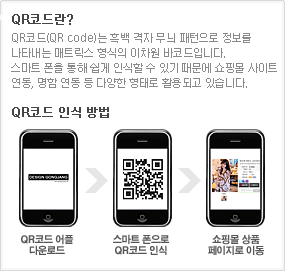 QR코드란?
QR코드(QR code)는 흑백 격자 무늬 패턴으로 정보를
나타내는 매트릭스 형식의 이차원 바코드입니다.
스마트 폰을 통해 쉽게 인식할 수 있기 때문에 쇼핑몰 사이트
연동, 명함 연동 등 다양한 형태로 활용되고 있습니다.
QR코드 인식 방법
DESIGN GONGJANG
QR코드 어플
다운로드
스마트 폰으로
QR코드 인식
쇼핑몰 상품
페이지로 이동